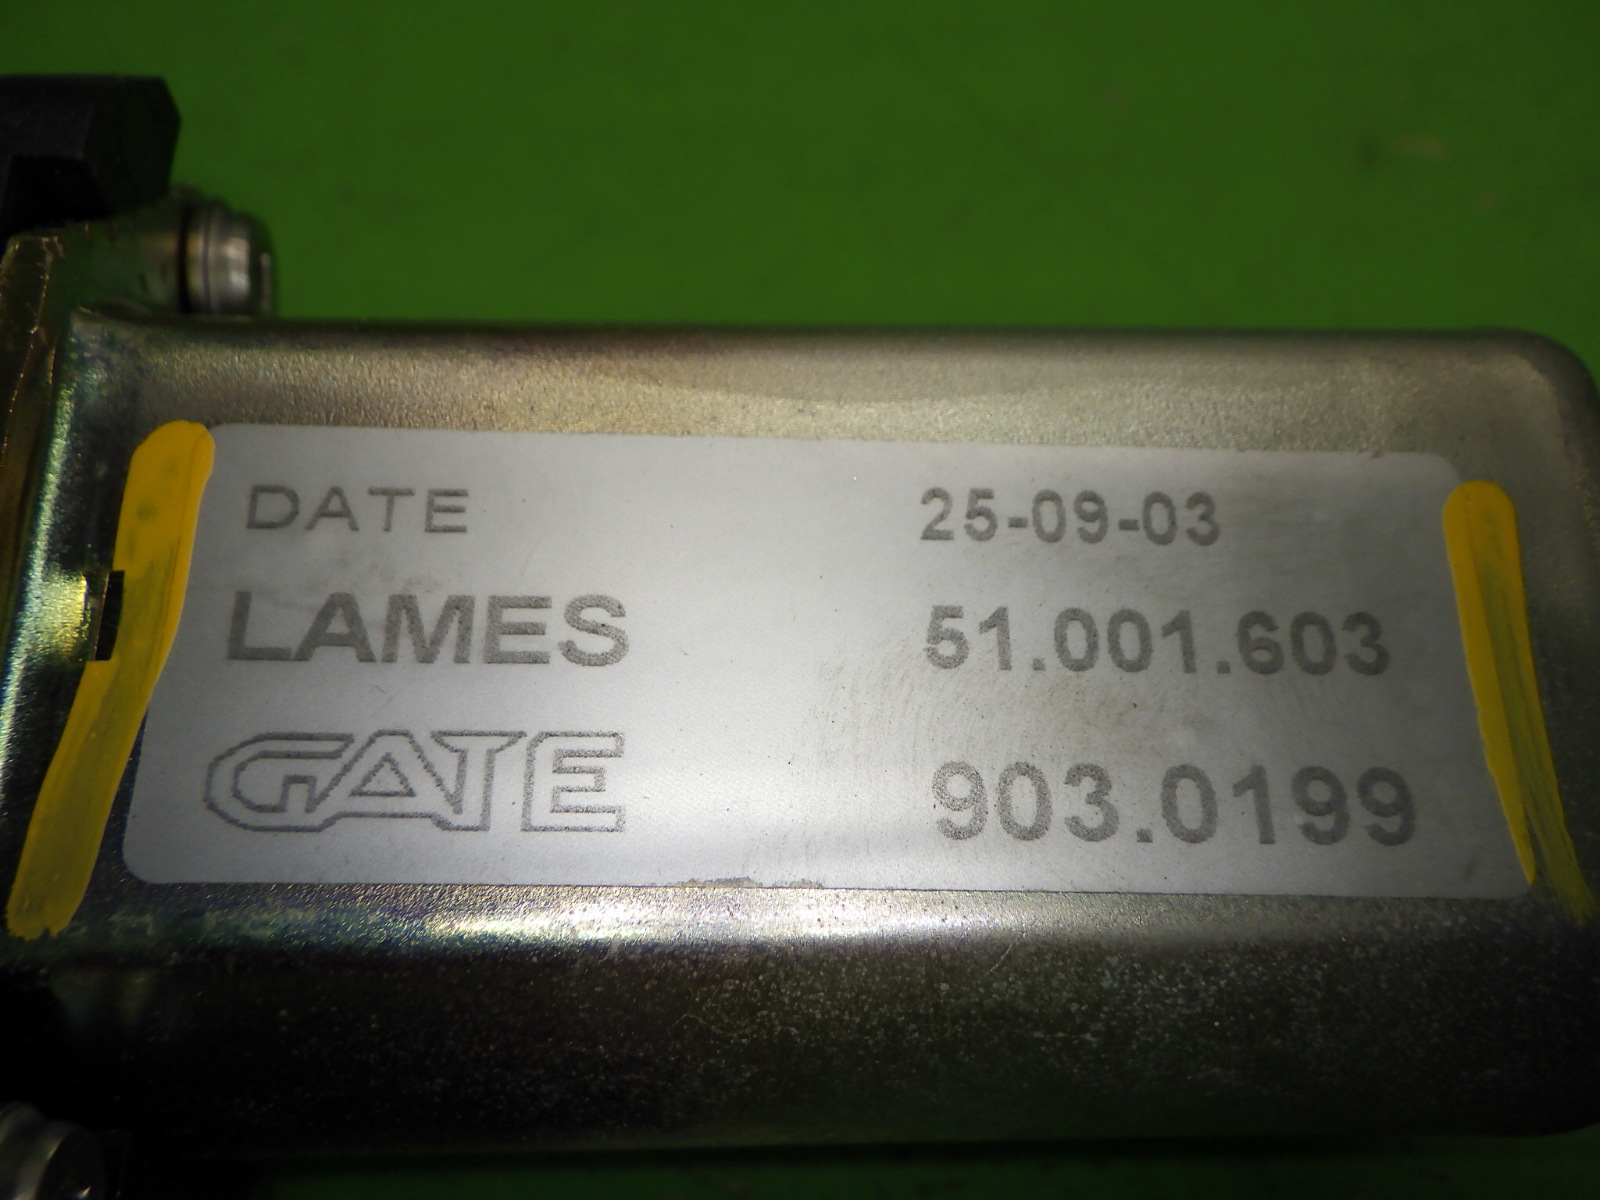 DATE 25-09-03
LAMES 51.001.603
GATE 903.0199